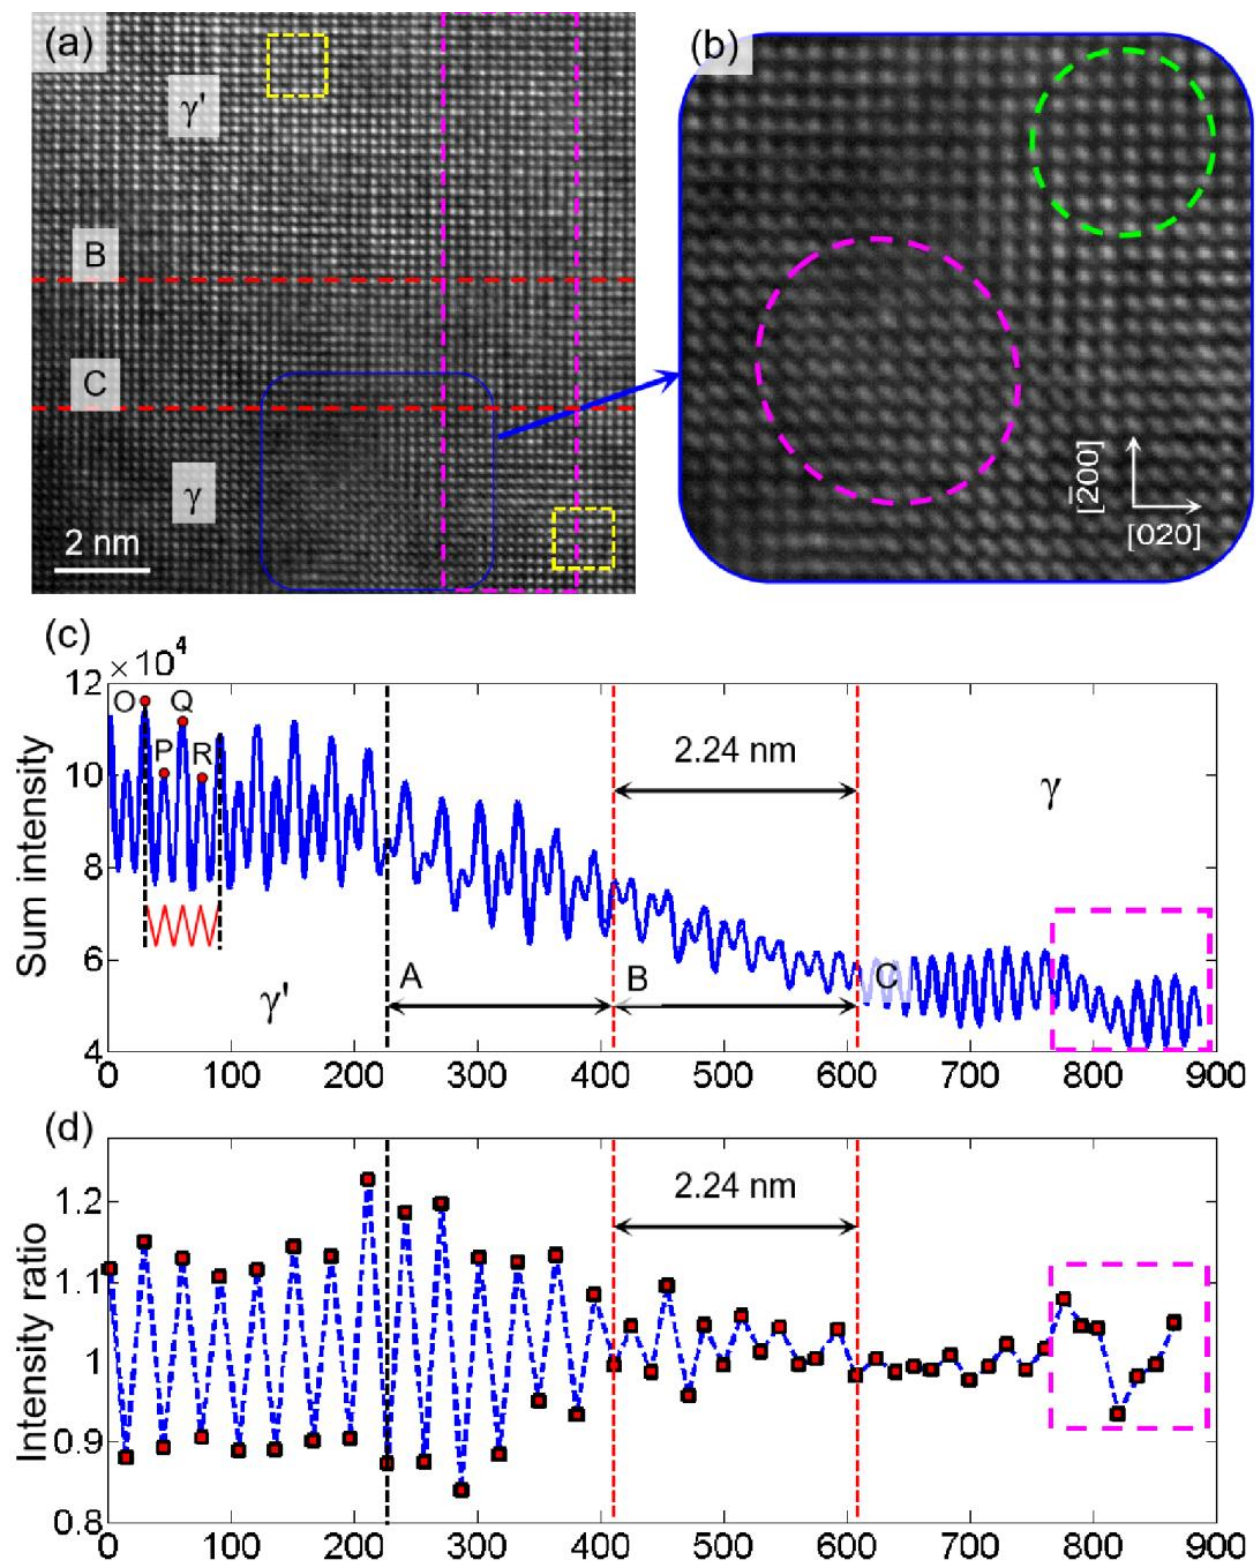 (a)
γ'
B
C
γ
2 nm
(b)
[2̄00]
[020]
(c)
12 ×10⁴
O
Q
P
R
10
2.24 nm
γ
8
Sum intensity
6
A
B
C
γ'
4
0 100 200 300 400 500 600 700 800 900
(d)
1.2
2.24 nm
1.1
Intensity ratio
1
0.9
0.8
0 100 200 300 400 500 600 700 800 900